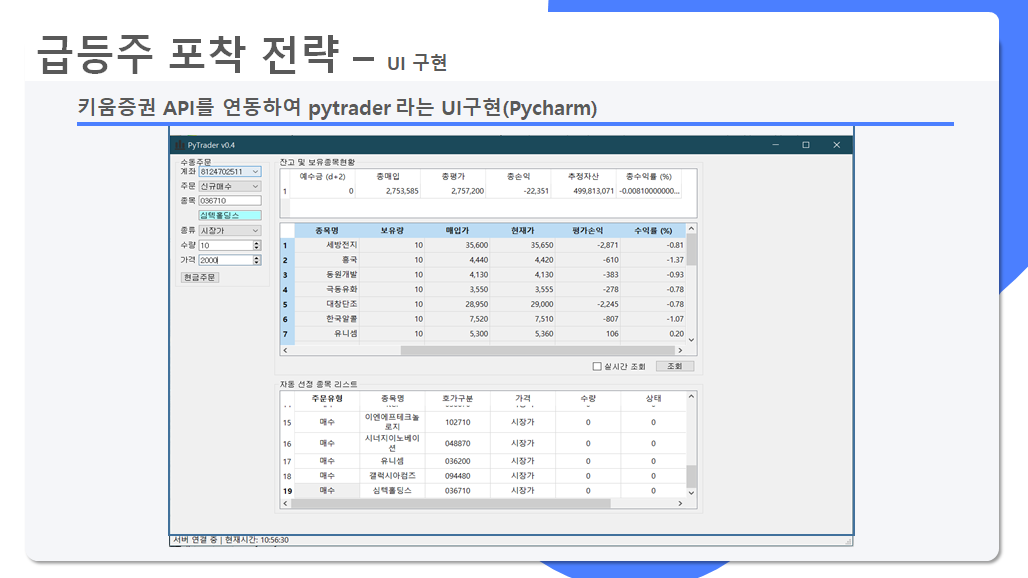 급등주 포착 전략 – UI 구현
키움증권 API를 연동하여 pytrader 라는 UI구현(Pycharm)
PyTrader v0.4
수동주문
계좌 8124702511
주문 신규매수
종목 036710
심텍홀딩스
종류 시장가
수량 10
가격 2000
현금주문
잔고 및 보유종목현황
예수금 (d+2) 총매입 총평가 총손익 추정자산 총수익률 (%)
1 0 2,753,585 2,757,200 -22,351 499,813,071 -0.00810000000...
종목명 보유량 매입가 현재가 평가손익 수익률 (%)
1 세방전지 10 35,600 35,650 -2,871 -0.81
2 흥국 10 4,440 4,420 -610 -1.37
3 동원개발 10 4,130 4,130 -383 -0.93
4 극동유화 10 3,550 3,555 -278 -0.78
5 대창단조 10 28,950 29,000 -2,245 -0.78
6 한국알콜 10 7,520 7,510 -807 -1.07
7 유니셈 10 5,300 5,360 106 0.20
실시간 조회 조회
자동 선정 종목 리스트
주문유형 종목명 호가구분 가격 수량 상태
15 매수 이엔에프테크놀 102710 시장가 0 0
로지
16 매수 시너지이노베이 048870 시장가 0 0
션
17 매수 유니셈 036200 시장가 0 0
18 매수 갤럭시아컴즈 094480 시장가 0 0
19 매수 심텍홀딩스 036710 시장가 0 0
서버 연결 중 | 현재시간: 10:56:30